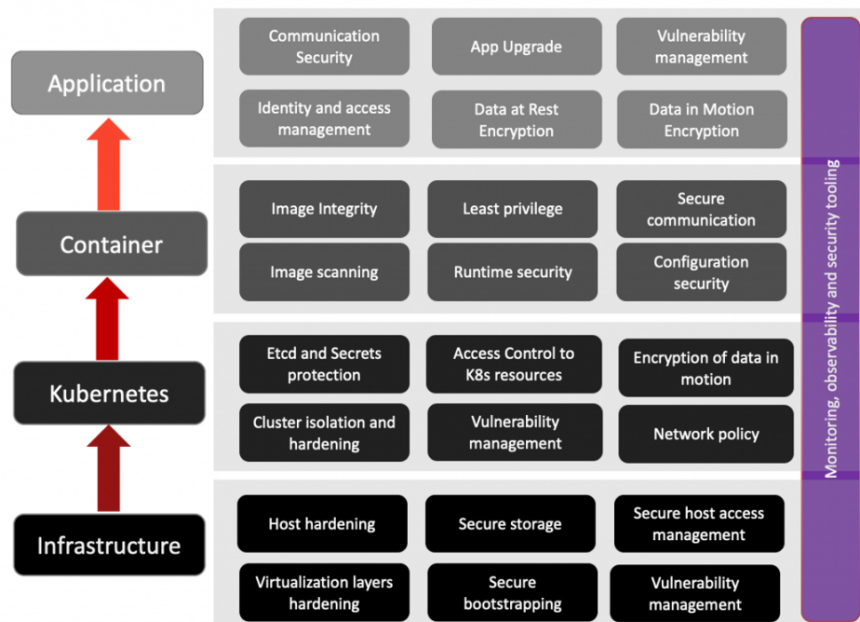 Communication
Security
App Upgrade
Vulnerability
management
Application
Identity and access
management
Data at Rest
Encryption
Data in Motion
Encryption
Image Integrity
Least privilege
Secure
communication
Container
Image scanning
Runtime security
Configuration
security
Etcd and Secrets
protection
Access Control to
K8s resources
Encryption of data in
motion
Kubernetes
Cluster isolation and
hardening
Vulnerability
management
Network policy
Host hardening
Secure storage
Secure host access
management
Infrastructure
Virtualization layers
hardening
Secure
bootstrapping
Vulnerability
management
Monitoring, observability and security tooling